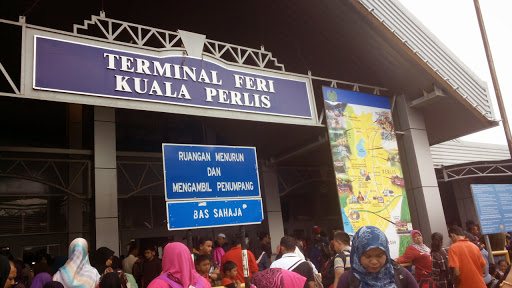 TERMINAL FERI
KUALA PERLIS
RUANGAN MENURUN
DAN
MENGAMBIL PENUMPANG
BAS SAHAJA